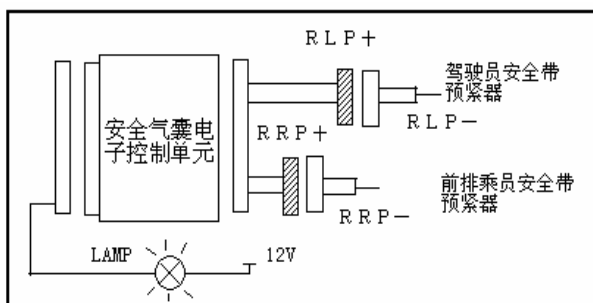 RLP+
驾驶员安全带
预紧器
RLP-
安全气囊电
子控制单元
RRP+
前排乘员安全带
预紧器
RRP-
LAMP
12V